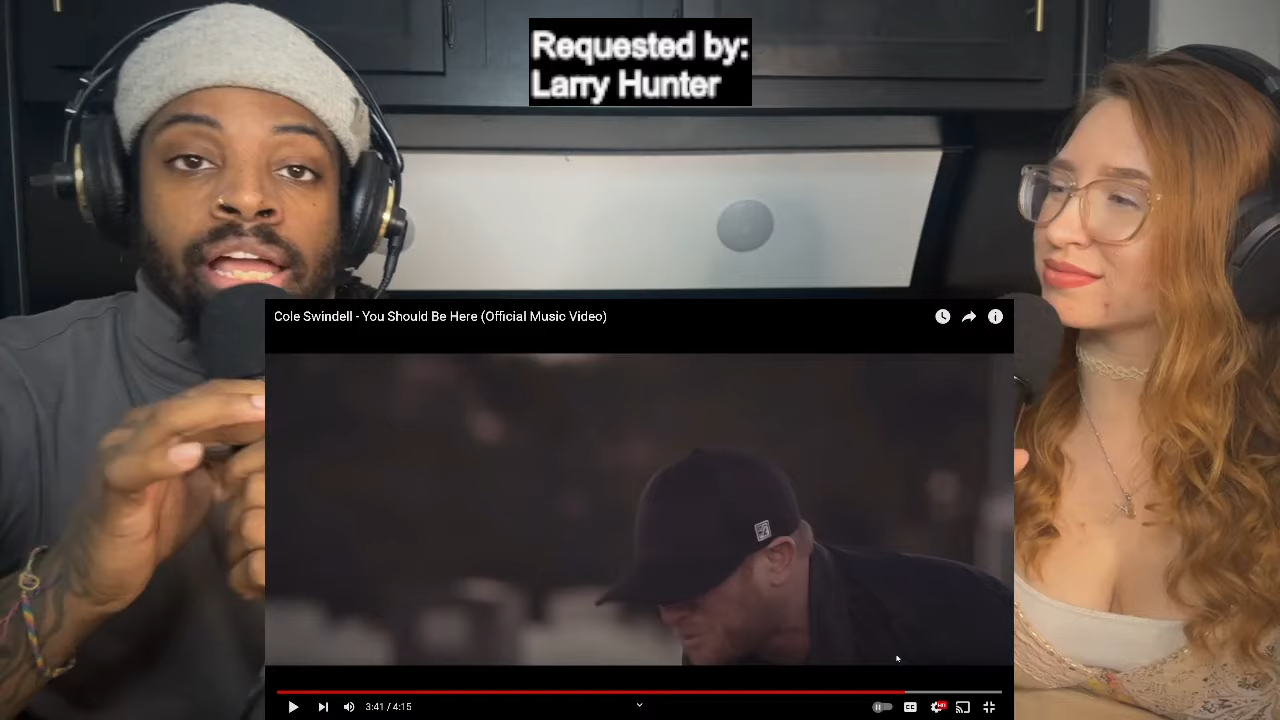 Requested by:
Larry Hunter
Cole Swindell - You Should Be Here (Official Music Video)
3:41 / 4:15